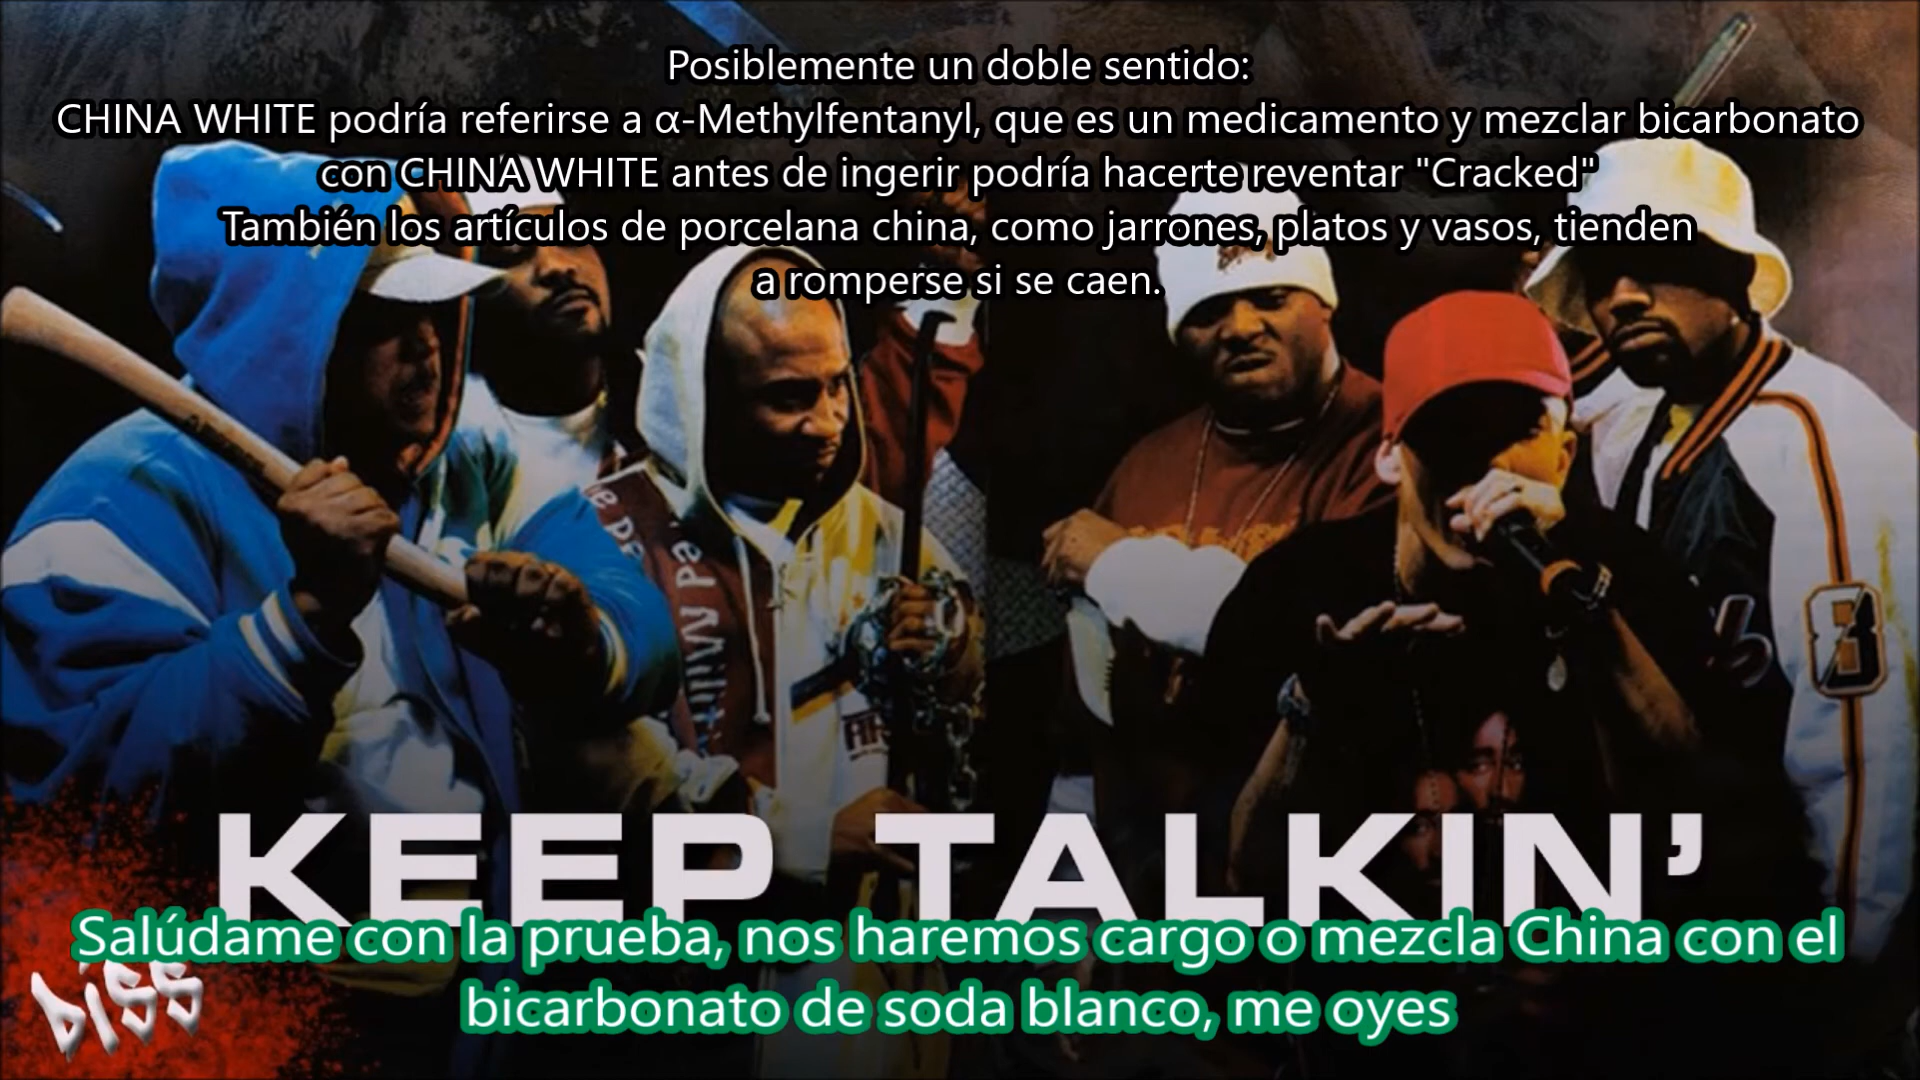 Posiblemente un doble sentido:
CHINA WHITE podría referirse a α-Methylfentanyl, que es un medicamento y mezclar bicarbonato
con CHINA WHITE antes de ingerir podría hacerte reventar "Cracked"
También los artículos de porcelana china, como jarrones, platos y vasos, tienden
a romperse si se caen.
KEEP TALKIN’
Salúdame con la prueba, nos haremos cargo o mezcla China con el
bicarbonato de soda blanco, me oyes
DISS
8